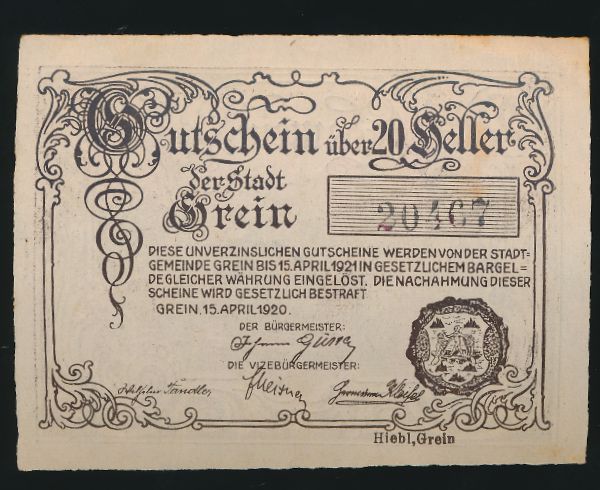 Gutschein über 20 Heller
der Stadt
Grein
20467
DIESE UNVERZINSLICHEN GUTSCHEINE WERDEN VON DER STADT=
GEMEINDE GREIN BIS 15. APRIL 1921 IN GESETZLICHEM BARGEL=
DE GLEICHER WÄHRUNG EINGELÖST. DIE NACHAHMUNG DIESER
SCHEINE WIRD GESETZLICH BESTRAFT
GREIN, 15. APRIL 1920.
DER BÜRGERMEISTER:
DIE VIZEBÜRGERMEISTER:
Hiebl, Grein